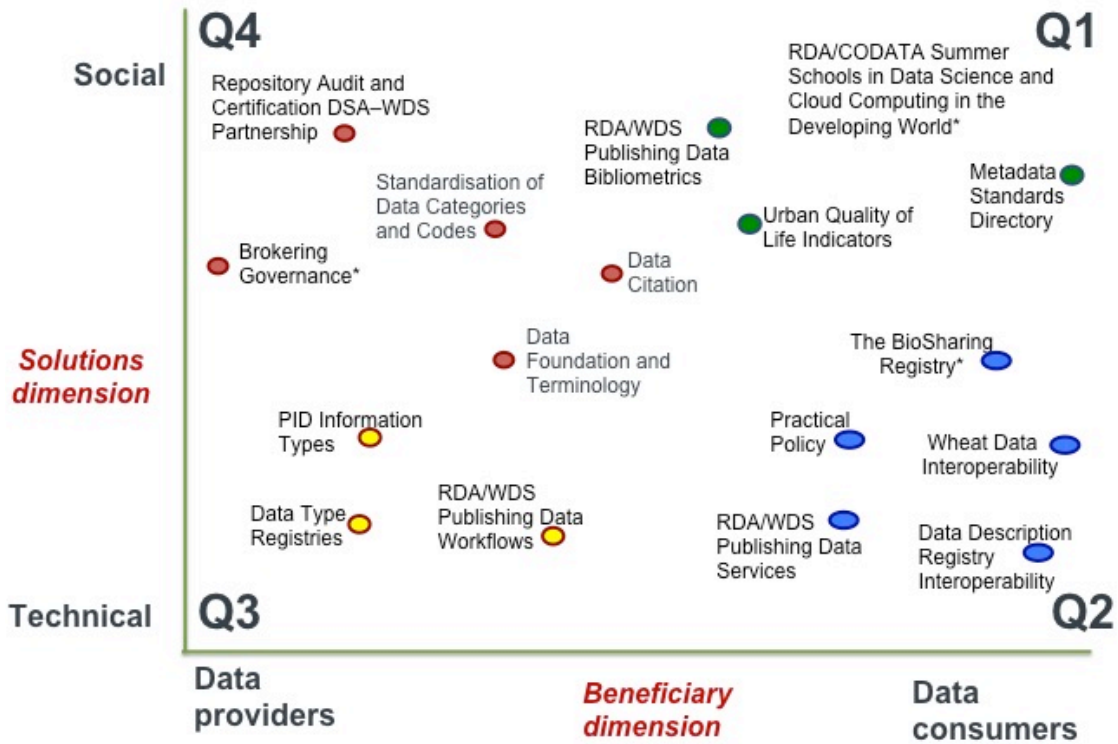 Q4
Q1
Social
Repository Audit and
Certification DSA–WDS
Partnership
RDA/CODATA Summer
Schools in Data Science and
Cloud Computing in the
Developing World*
RDA/WDS
Publishing Data
Bibliometrics
Standardisation of
Data Categories
and Codes
Metadata
Standards
Directory
Urban Quality of
Life Indicators
Brokering
Governance*
Data
Citation
Solutions
dimension
Data
Foundation and
Terminology
The BioSharing
Registry*
PID Information
Types
Practical
Policy
Wheat Data
Interoperability
Data Type
Registries
RDA/WDS
Publishing Data
Workflows
RDA/WDS
Publishing Data
Services
Data Description
Registry
Interoperability
Technical
Q3
Q2
Data
providers
Beneficiary
dimension
Data
consumers